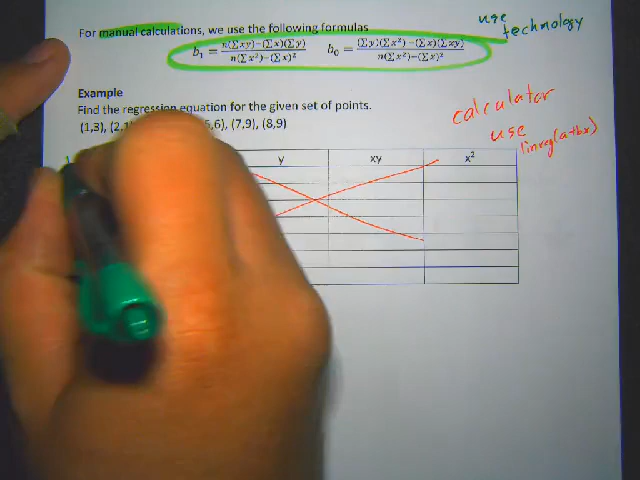 For manual calculations, we use the following formulas
use technology
b₁ = n(Σxy)−(Σx)(Σy) / n(Σx²)−(Σx)² b₀ = (Σy)(Σx²)−(Σx)(Σxy) / n(Σx²)−(Σx)²
Example
Find the regression equation for the given set of points.
(1,3), (2,1 ,6), (7,9), (8,9)
calculator
use
linreg(a+bx)
y xy x²